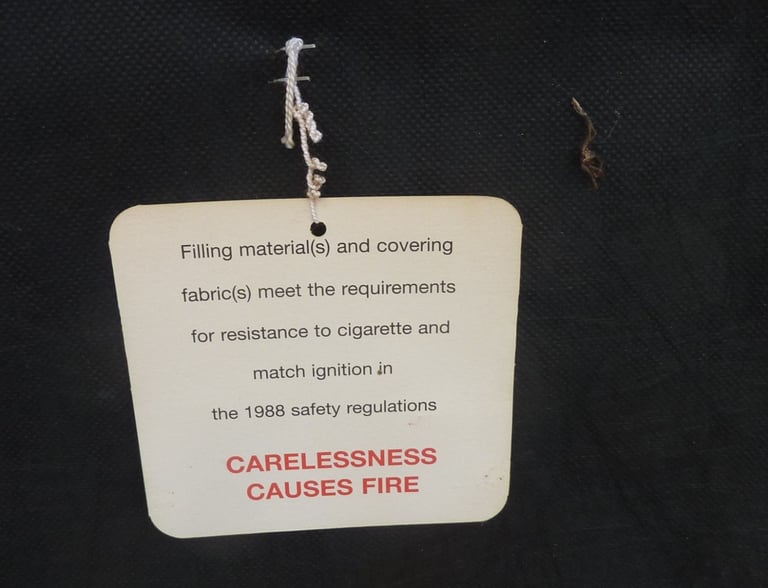 Filling material(s) and covering
fabric(s) meet the requirements
for resistance to cigarette and
match ignition in
the 1988 safety regulations
CARELESSNESS
CAUSES FIRE